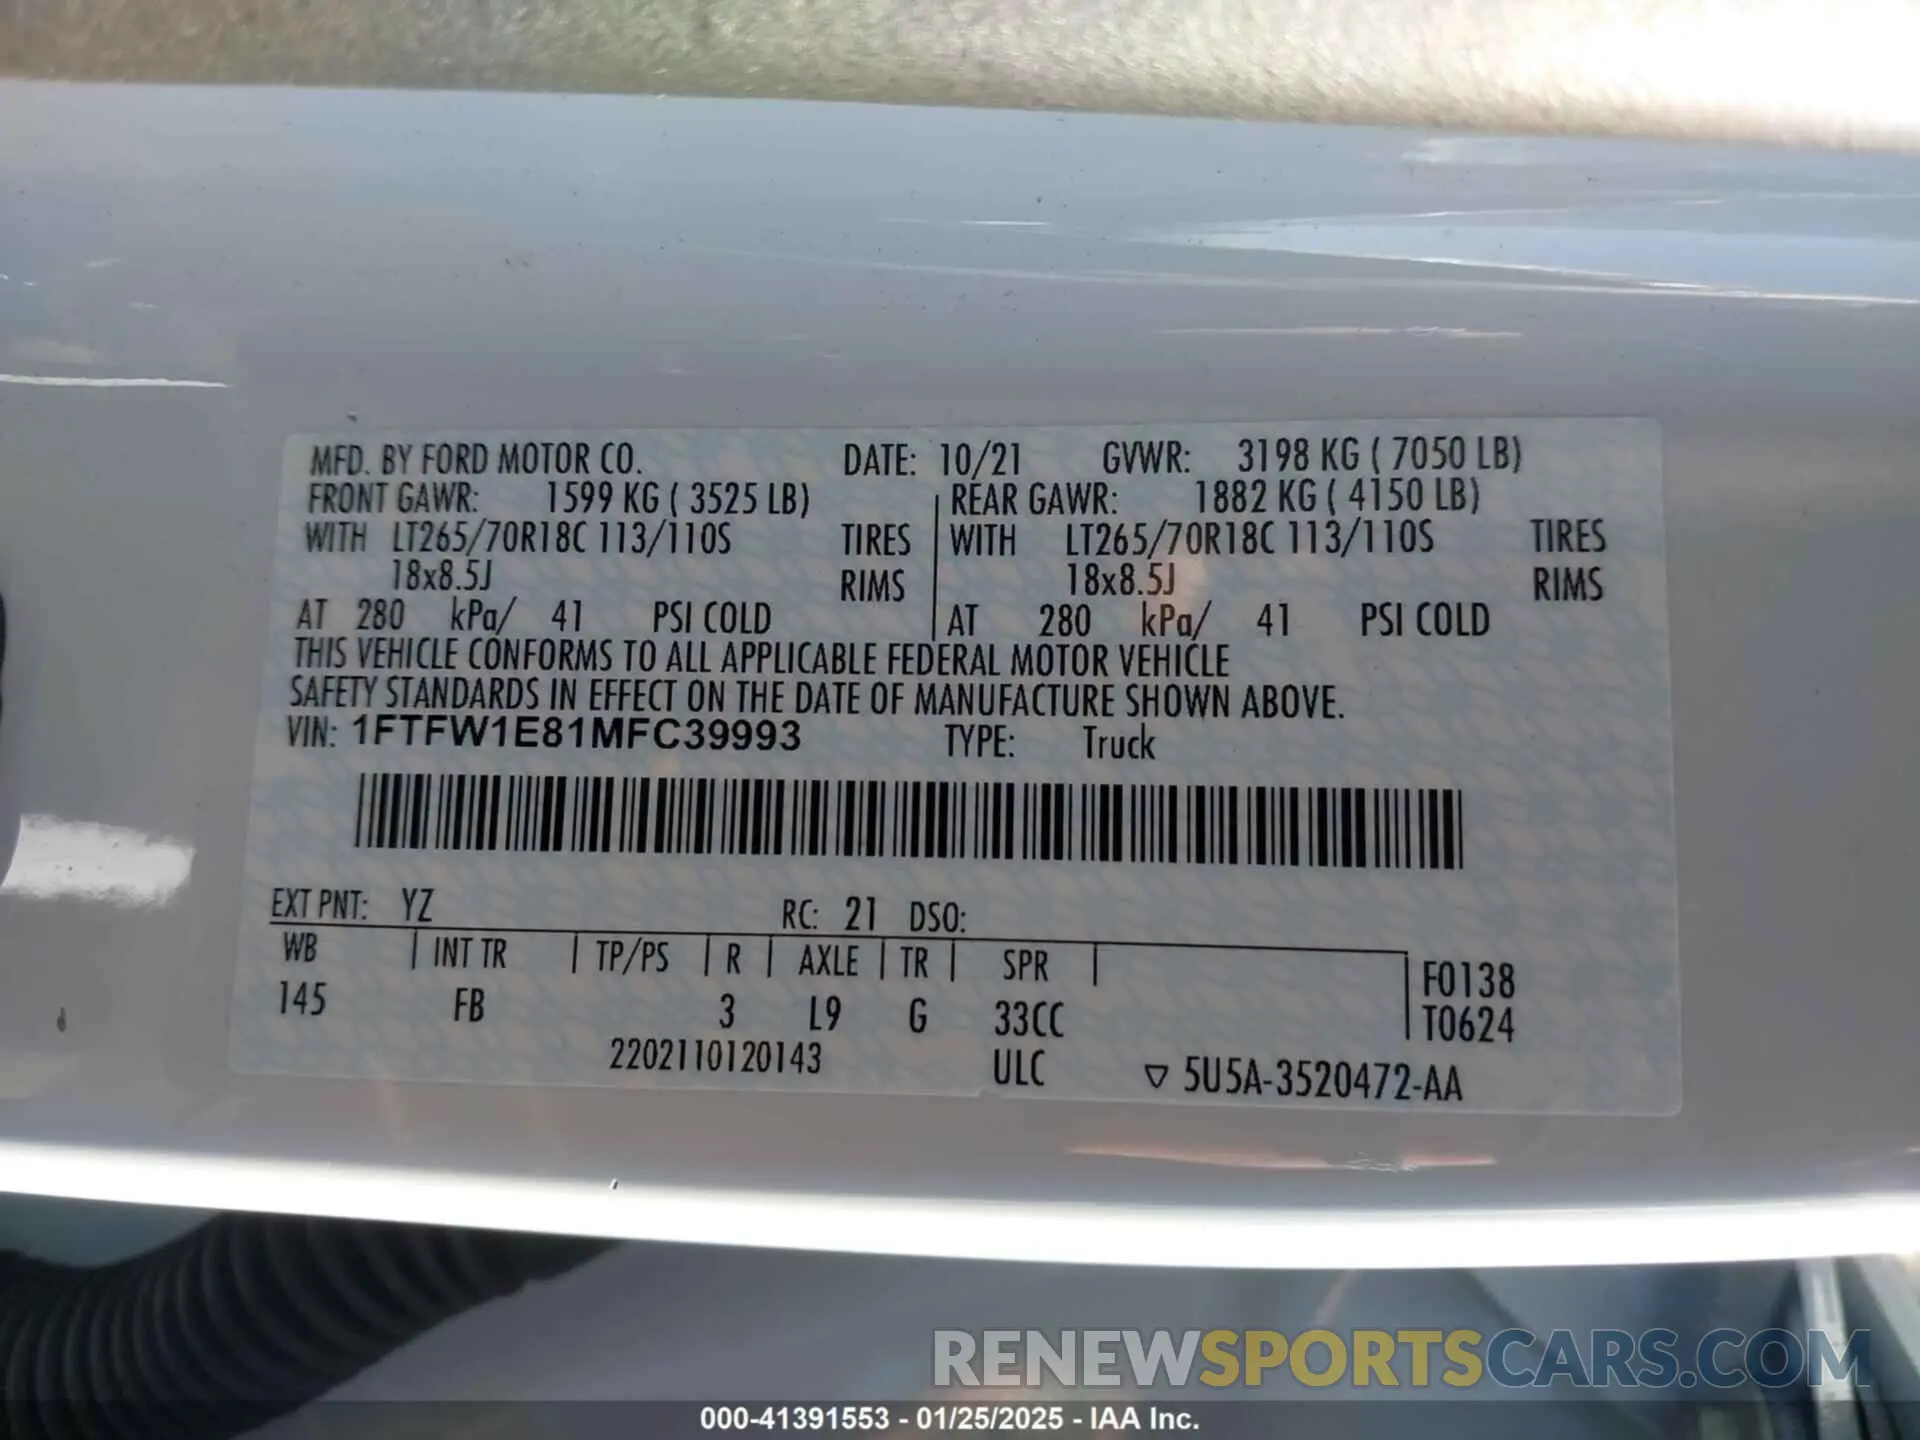 MFD. BY FORD MOTOR CO. DATE: 10/21 GVWR: 3198 KG ( 7050 LB)
FRONT GAWR: 1599 KG ( 3525 LB) REAR GAWR: 1882 KG ( 4150 LB)
WITH LT265/70R18C 113/110S TIRES WITH LT265/70R18C 113/110S TIRES
18x8.5J RIMS 18x8.5J RIMS
AT 280 kPa/ 41 PSI COLD AT 280 kPa/ 41 PSI COLD
THIS VEHICLE CONFORMS TO ALL APPLICABLE FEDERAL MOTOR VEHICLE
SAFETY STANDARDS IN EFFECT ON THE DATE OF MANUFACTURE SHOWN ABOVE.
VIN: 1FTFW1E81MFC39993 TYPE: Truck
EXT PNT: YZ RC: 21 DSO:
WB INT TR TP/PS R AXLE TR SPR F0138
145 FB 3 L9 G 33CC T0624
2202110120143 ULC ▽ 5U5A-3520472-AA
RENEWSPORTSCARS.COM
000-41391553 - 01/25/2025 - IAA Inc.